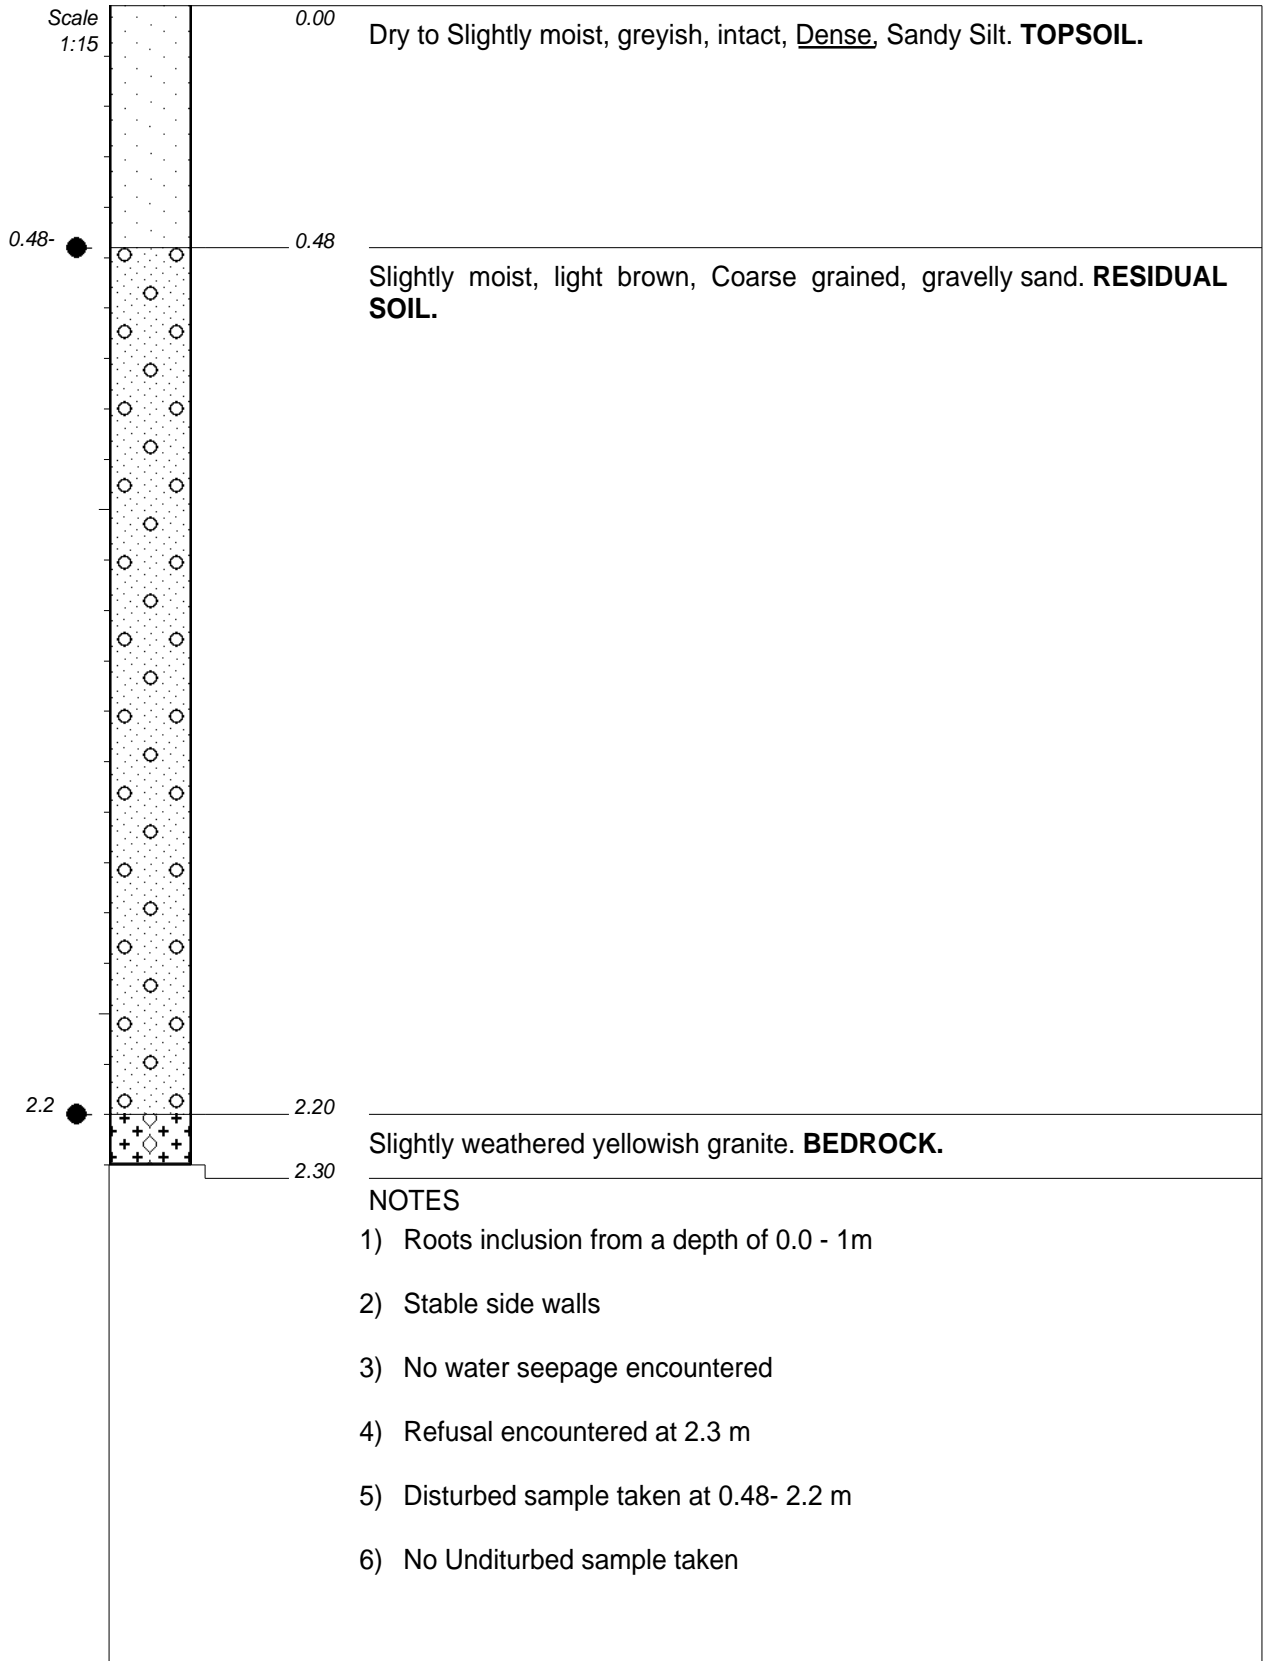 Scale
1:15
0.00
Dry to Slightly moist, greyish, intact, Dense, Sandy Silt. TOPSOIL.
0.48-
0.48
Slightly moist, light brown, Coarse grained, gravelly sand. RESIDUAL
SOIL.
2.2
2.20
Slightly weathered yellowish granite. BEDROCK.
2.30
NOTES
1) Roots inclusion from a depth of 0.0 - 1m
2) Stable side walls
3) No water seepage encountered
4) Refusal encountered at 2.3 m
5) Disturbed sample taken at 0.48- 2.2 m
6) No Unditurbed sample taken